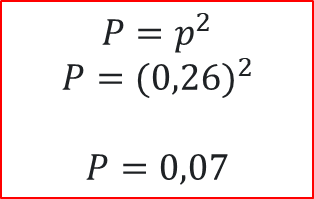 P = p²
P = (0,26)²
P = 0,07